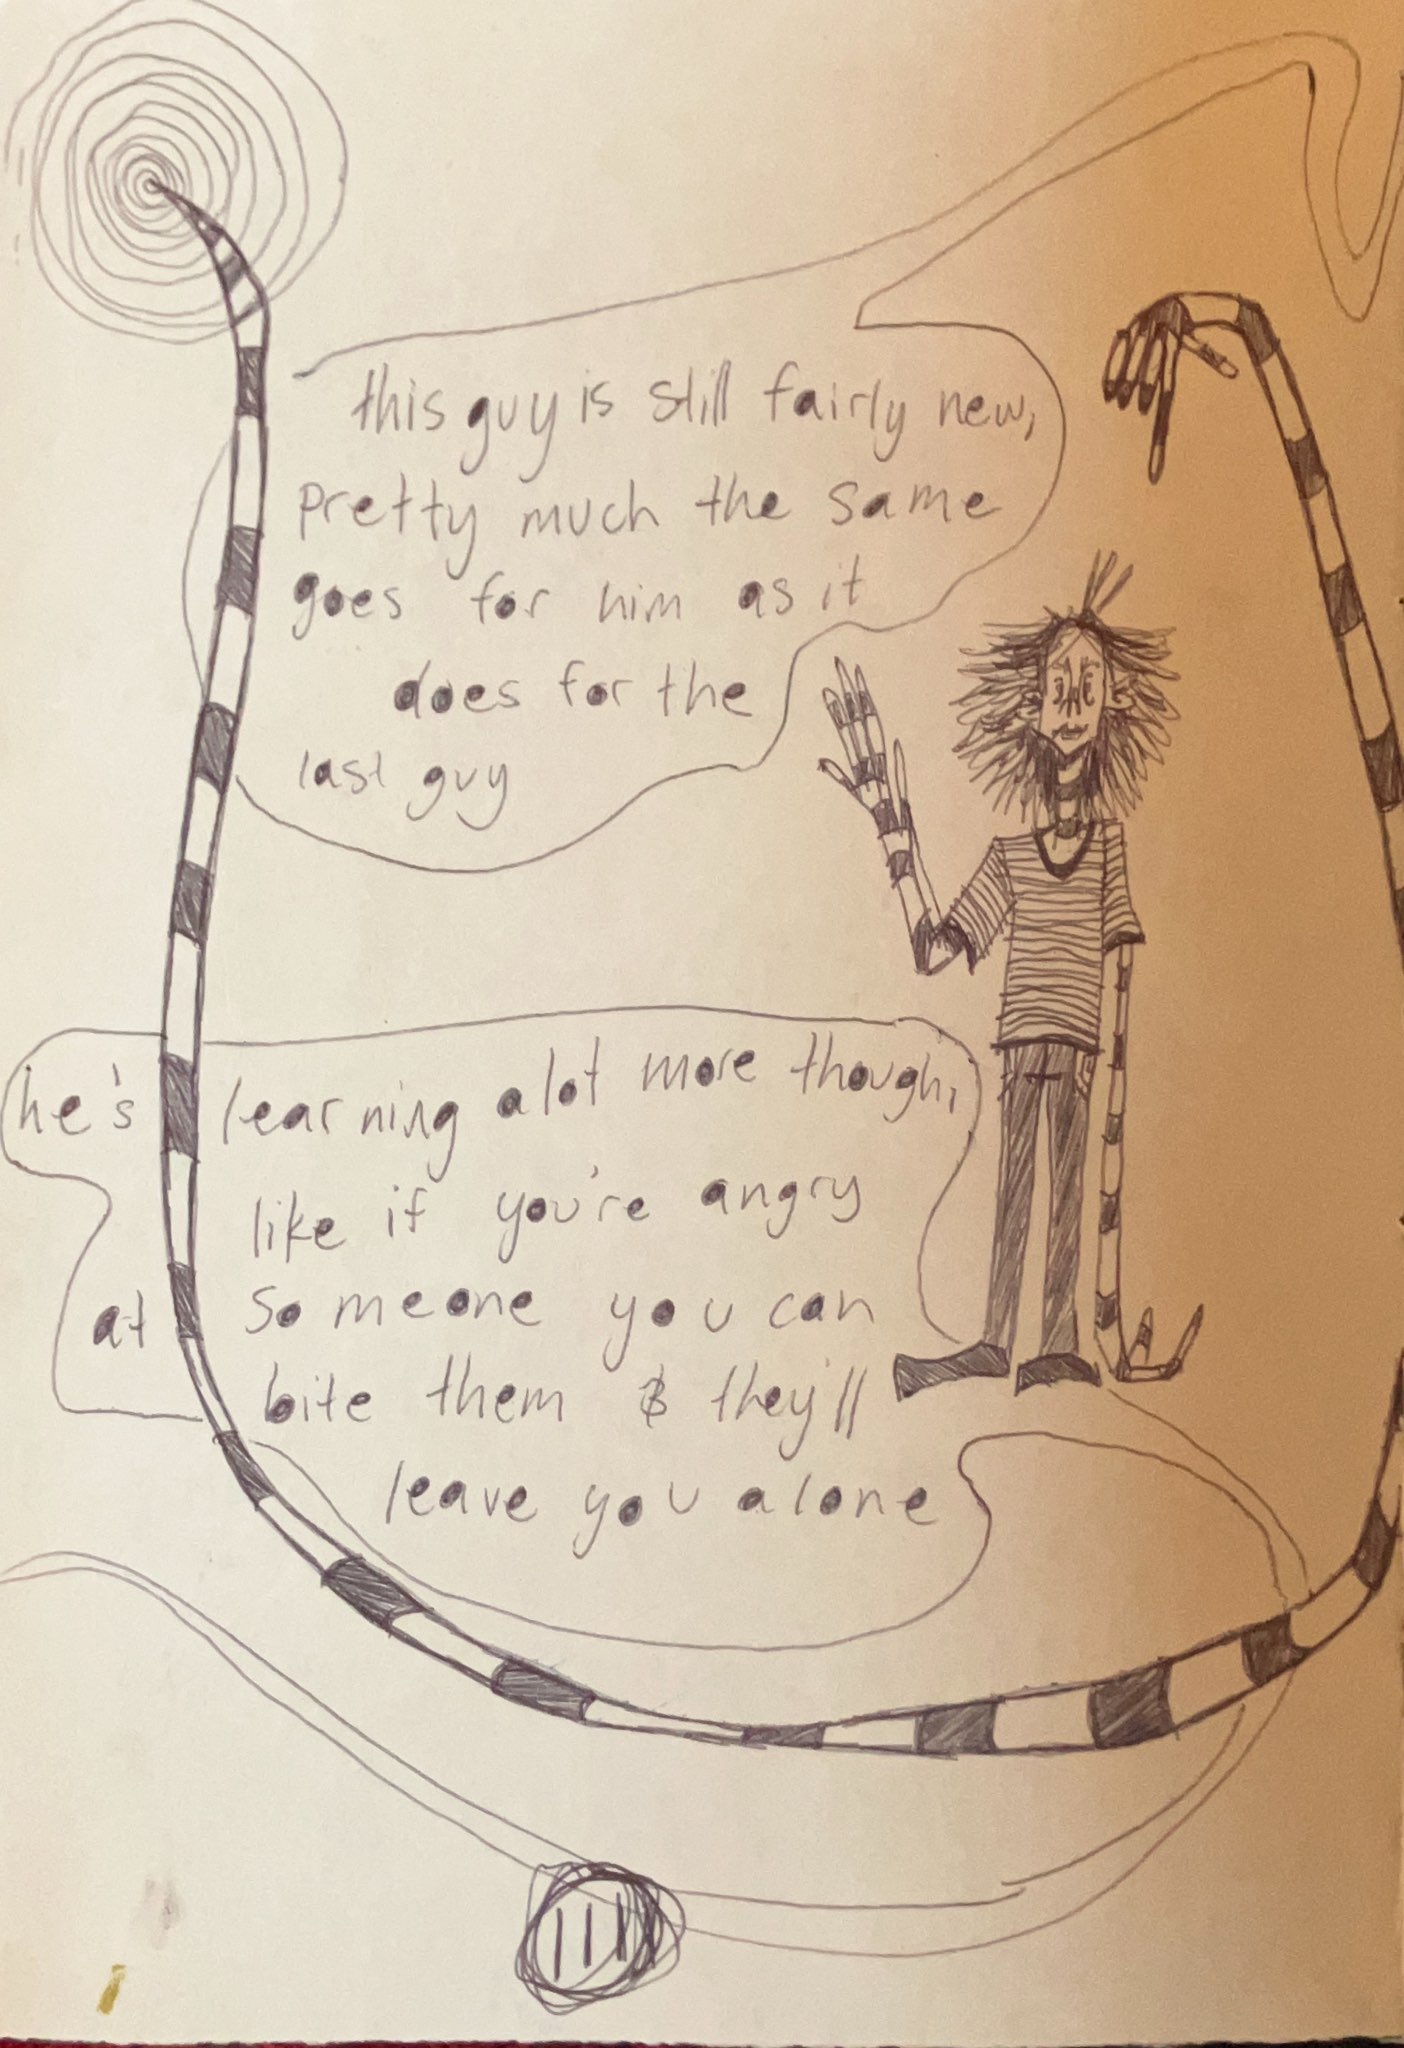 this guy is still fairly new,
pretty much the same
goes for him as it
does for the
last guy
he's learning alot more though,
like if you're angry
at someone you can
bite them & they'll
leave you alone
III